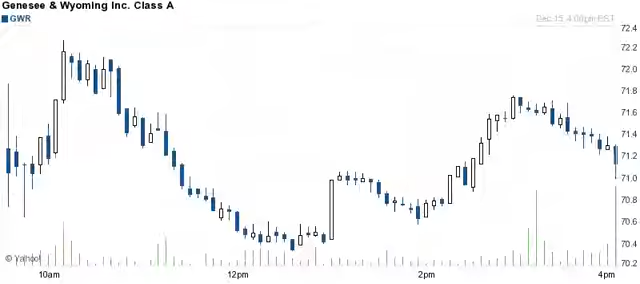 Genesee & Wyoming Inc. Class A
GWR
Dec 15, 4:00pm EST
72.4
72.2
72.0
71.8
71.6
71.4
71.2
71.0
70.8
70.6
70.4
70.2
© Yahoo!
10am 12pm 2pm 4pm